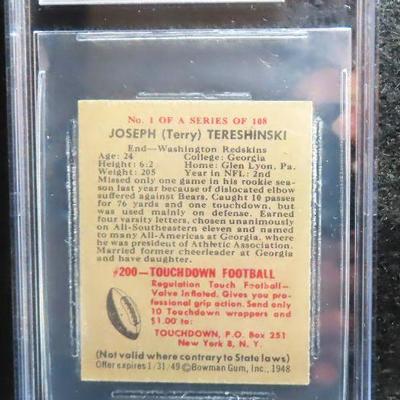 No. 1 OF A SERIES OF 108
JOSEPH (Terry) TERESHINSKI
End—Washington Redskins
Age: 24 College: Georgia
Height: 6:2 Home: Glen Lyon, Pa.
Weight: 205 Year in NFL: 2nd
Missed only one game in his rookie sea-
son last year because of dislocated elbow
suffered against Bears. Caught 10 passes
for 76 yards and one touchdown, but
was used mainly on defense. Earned
four varsity letters, chosen unanimously
on All-Southeastern eleven and named
to many All-Americas at Georgia, where
he was president of Athletic Association.
Married former cheerleader at Georgia
and have daughter.
#200—TOUCHDOWN FOOTBALL
Regulation Touch Football—
Valve Inflated. Gives you pro-
fessional grip action. Send only
10 Touchdown wrappers and
$1.00 to:
TOUCHDOWN, P.O. Box 251
New York 8, N. Y.
(Not valid where contrary to State laws)
Offer expires 1/31/49 ©Bowman Gum, Inc., 1948